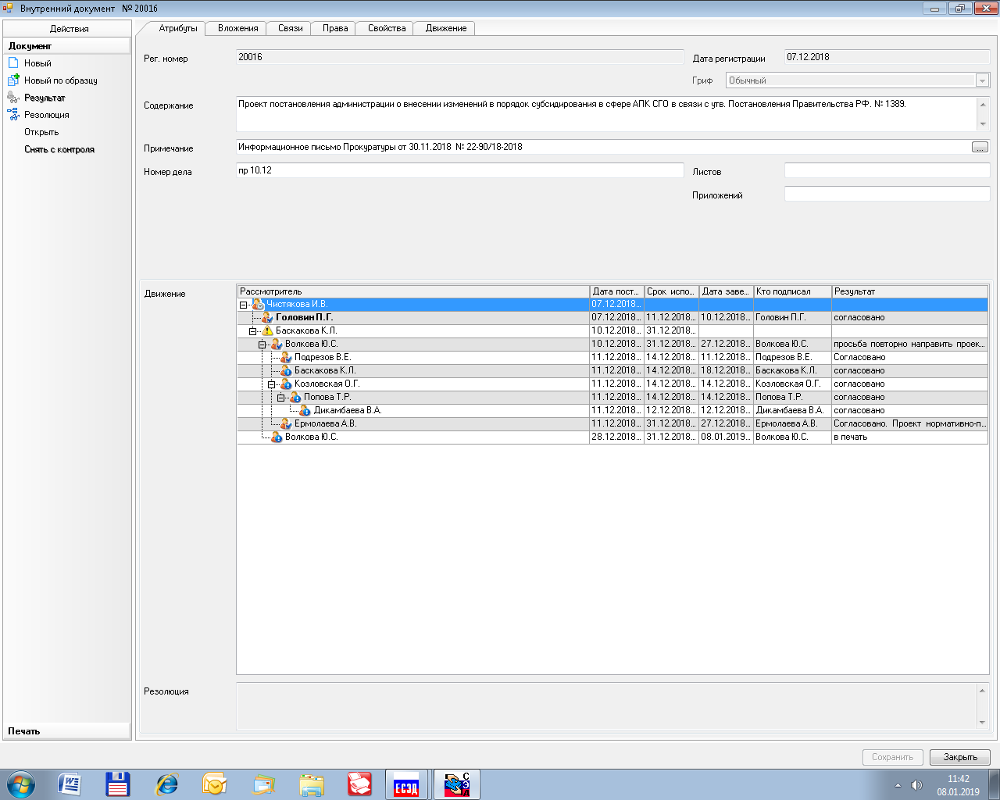 Внутренний документ № 20016
Действия
Документ
Новый
Новый по образцу
Результат
Резолюция
Открыть
Снять с контроля
Печать
Атрибуты Вложения Связи Права Свойства Движение
Рег. номер 20016 Дата регистрации 07.12.2018
Гриф Обычный
Содержание Проект постановления администрации о внесении изменений в порядок субсидирования в сфере АПК СГО в связи с утв. Постановления Правительства РФ. № 1389.
Примечание Информационное письмо Прокуратуры от 30.11.2018 № 22-90/18-2018 ...
Номер дела пр 10.12 Листов
Приложений
Движение
Рассмотритель Дата пост... Срок испо... Дата заве... Кто подписал Результат
Чистякова И.В. 07.12.2018...
Головин П.Г. 07.12.2018... 11.12.2018... 10.12.2018... Головин П.Г. согласовано
Баскакова К.Л. 10.12.2018... 31.12.2018...
Волкова Ю.С. 10.12.2018... 31.12.2018... 27.12.2018... Волкова Ю.С. просьба повторно направить проек...
Подрезов В.Е. 11.12.2018... 14.12.2018... 11.12.2018... Подрезов В.Е. Согласовано
Баскакова К.Л. 11.12.2018... 14.12.2018... 18.12.2018... Баскакова К.Л. согласовано
Козловская О.Г. 11.12.2018... 14.12.2018... 14.12.2018... Козловская О.Г. согласовано
Попова Т.Р. 11.12.2018... 14.12.2018... 14.12.2018... Попова Т.Р. согласовано
Дикамбаева В.А. 11.12.2018... 12.12.2018... 12.12.2018... Дикамбаева В.А. согласовано
Ермолаева А.В. 11.12.2018... 31.12.2018... 27.12.2018... Ермолаева А.В. Согласовано. Проект нормативно-п...
Волкова Ю.С. 28.12.2018... 31.12.2018... 08.01.2019... Волкова Ю.С. в печать
Резолюция
Сохранить Закрыть
ЕСЭД СЭД 11:42
08.01.2019